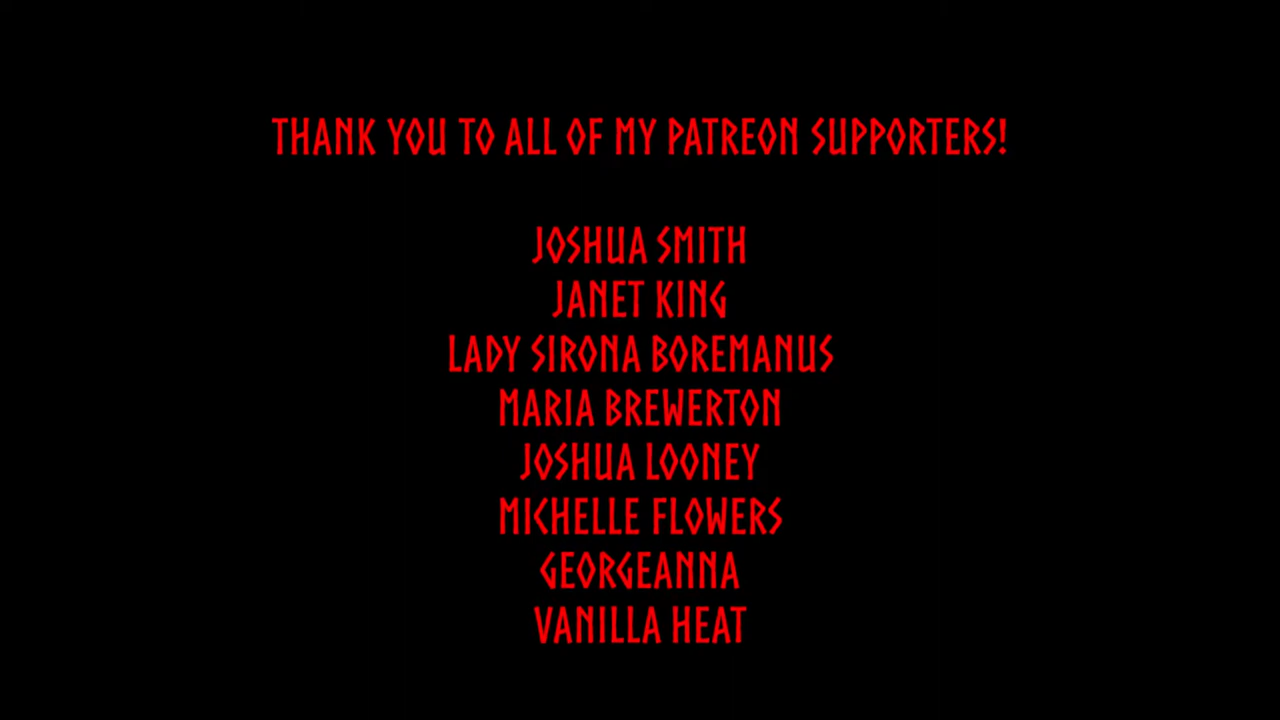 THANK YOU TO ALL OF MY PATREON SUPPORTERS!
JOSHUA SMITH
JANET KING
LADY SIRONA BOREMANUS
MARIA BREWERTON
JOSHUA LOONEY
MICHELLE FLOWERS
GEORGEANNA
VANILLA HEAT